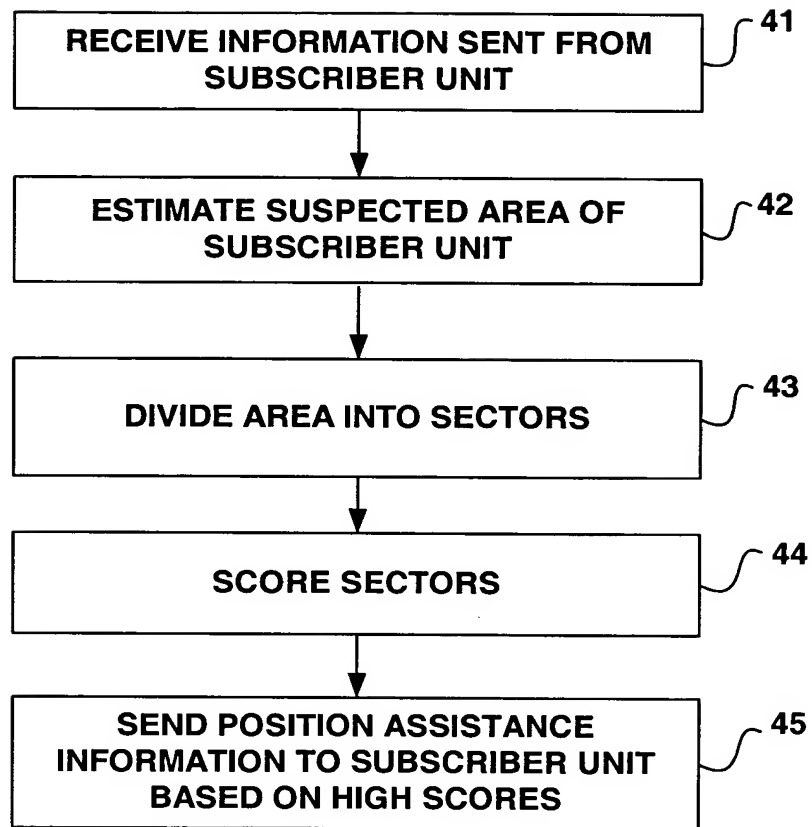 RECEIVE INFORMATION SENT FROM
SUBSCRIBER UNIT
41
ESTIMATE SUSPECTED AREA OF
SUBSCRIBER UNIT
42
DIVIDE AREA INTO SECTORS
43
SCORE SECTORS
44
SEND POSITION ASSISTANCE
INFORMATION TO SUBSCRIBER UNIT
BASED ON HIGH SCORES
45